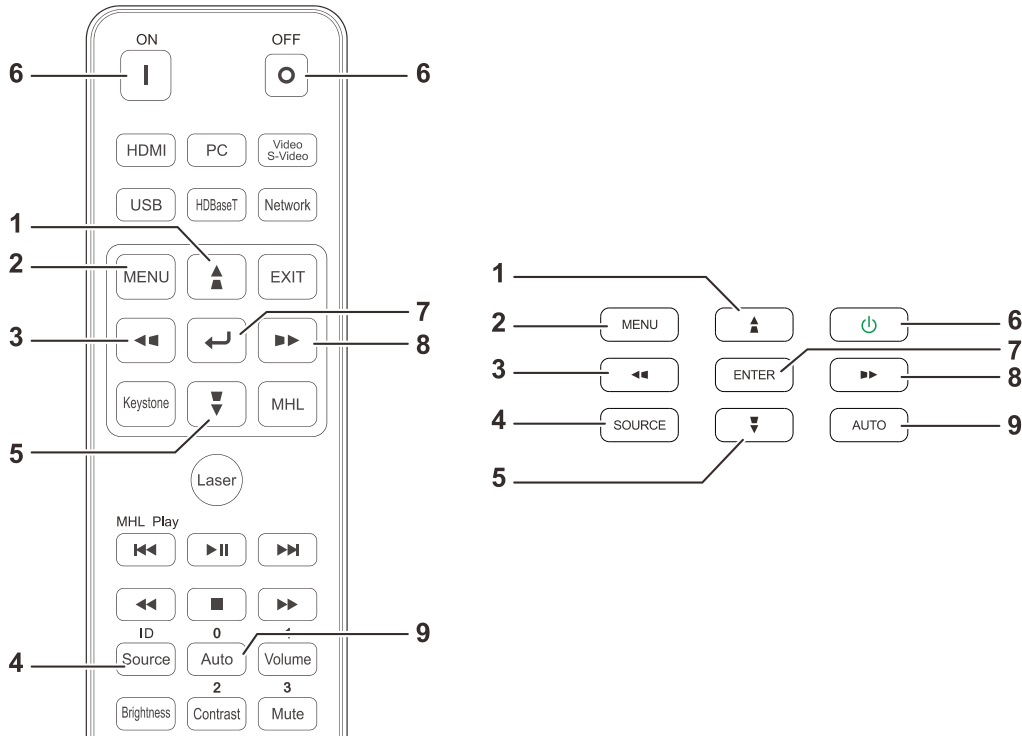 ON OFF
6 6
HDMI PC Video
S-Video
USB HDBaseT Network
1
2 MENU EXIT
3 7
8
Keystone MHL
5
Laser
MHL Play
ID 0
4 Source Auto Volume 9
2 3
Brightness Contrast Mute
1
2 MENU 6
7
3 ENTER 8
4 SOURCE AUTO 9
5